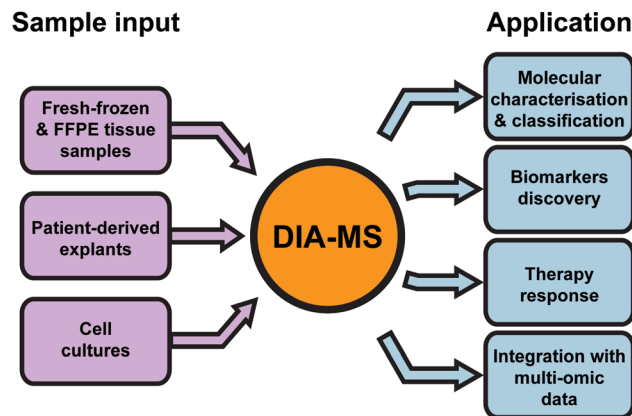 Sample input
Application
Fresh-frozen
& FFPE tissue
samples
Patient-derived
explants
Cell
cultures
DIA-MS
Molecular
characterisation
& classification
Biomarkers
discovery
Therapy
response
Integration with
multi-omic
data